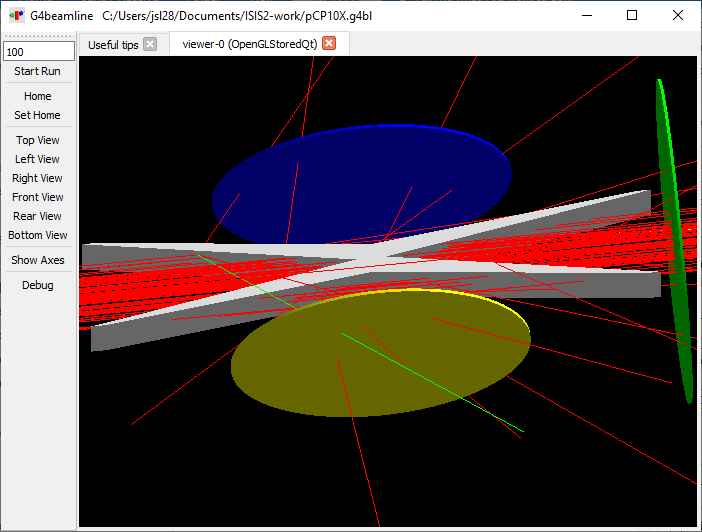 G4beamline C:/Users/jsl28/Documents/ISIS2-work/pCP10X.g4bl
Useful tips
viewer-0 (OpenGLStoredQt)
100
Start Run
Home
Set Home
Top View
Left View
Right View
Front View
Rear View
Bottom View
Show Axes
Debug